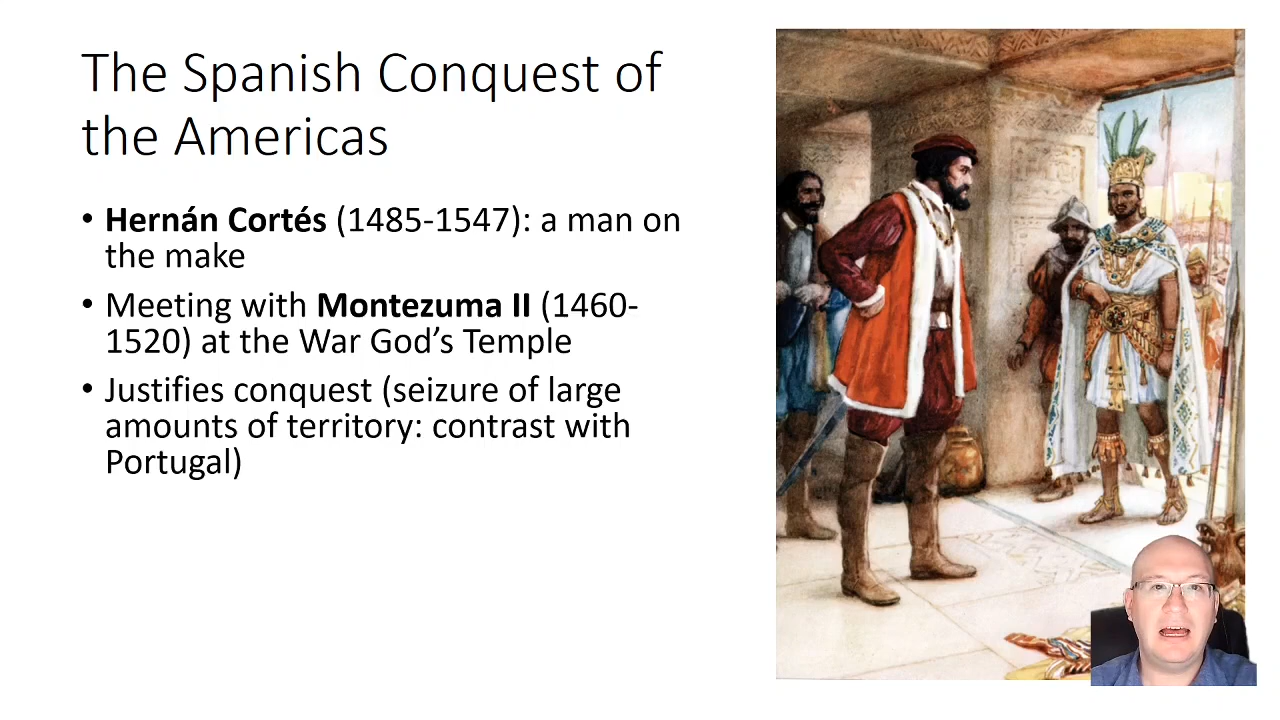 The Spanish Conquest of
the Americas
• Hernán Cortés (1485-1547): a man on
the make
• Meeting with Montezuma II (1460-
1520) at the War God’s Temple
• Justifies conquest (seizure of large
amounts of territory: contrast with
Portugal)